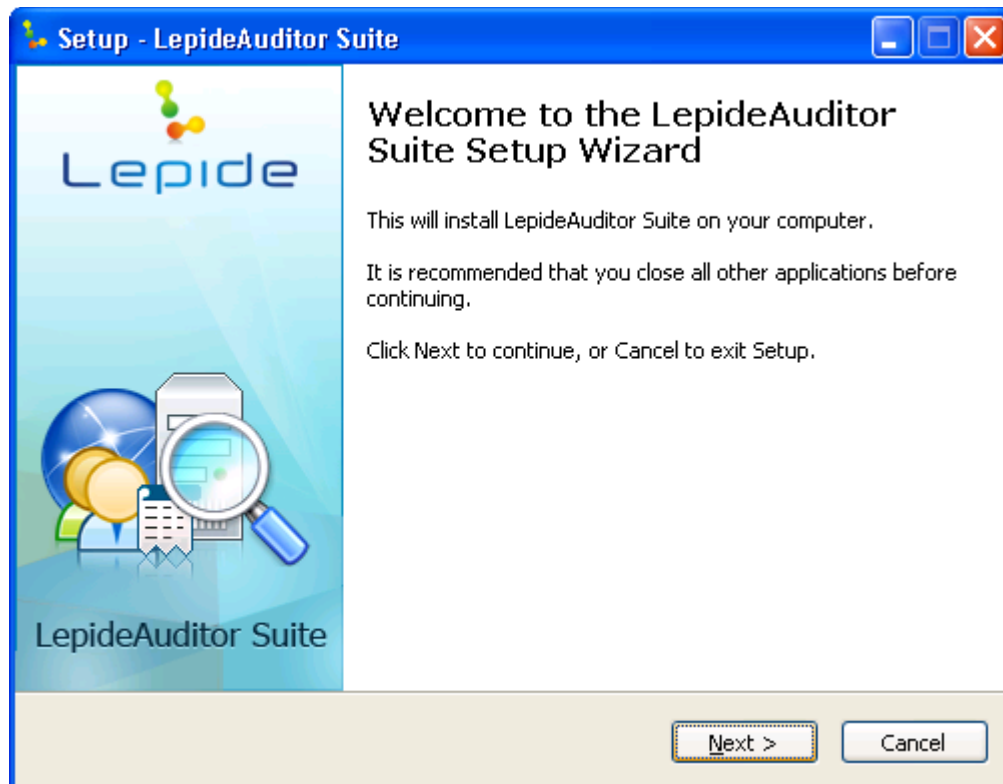 Setup - LepideAuditor Suite
Lepide
Welcome to the LepideAuditor
Suite Setup Wizard
This will install LepideAuditor Suite on your computer.
It is recommended that you close all other applications before
continuing.
Click Next to continue, or Cancel to exit Setup.
LepideAuditor Suite
Next >
Cancel